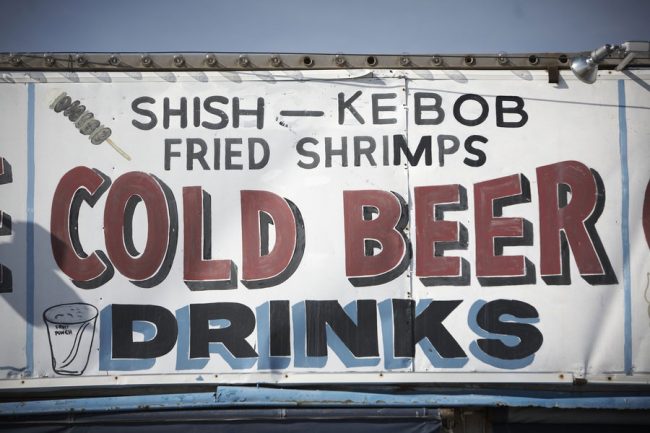 SHISH — KEBOB
FRIED SHRIMPS
COLD BEER
DRINKS